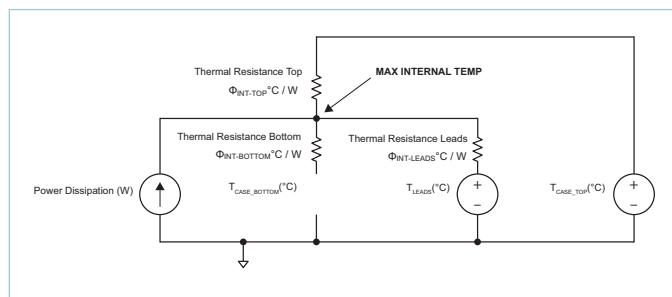 Thermal Resistance Top
MAX INTERNAL TEMP
ΦINT-TOP°C / W
Thermal Resistance Bottom
Thermal Resistance Leads
ΦINT-BOTTOM°C / W
ΦINT-LEADS°C / W
Power Dissipation (W)
TCASE_BOTTOM(°C)
+
TLEADS(°C)
–
+
TCASE_TOP(°C)
–